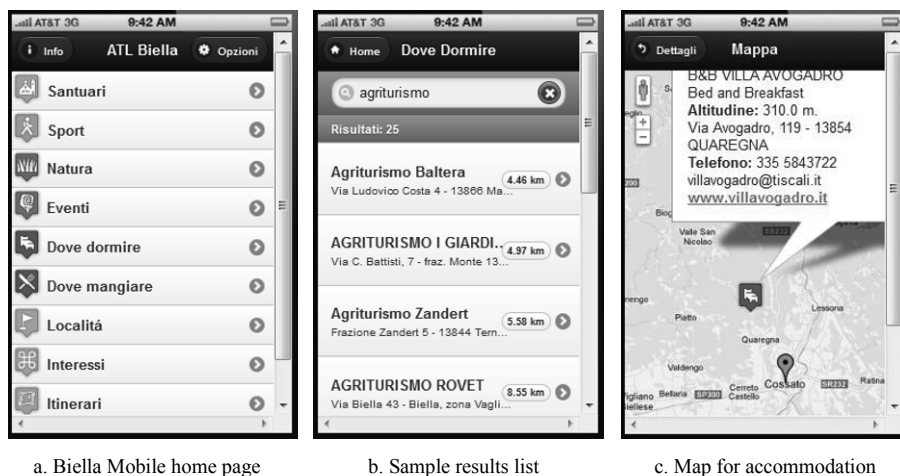 AT&T 3G 9:42 AM
Info ATL Biella Opzioni
Santuari
Sport
Natura
Eventi
Dove dormire
Dove mangiare
Localitá
Interessi
Itinerari
a. Biella Mobile home page
AT&T 3G 9:42 AM
Home Dove Dormire
agriturismo
Risultati: 25
Agriturismo Baltera
Via Ludovico Costa 4 - 13866 Ma...
4.46 km
AGRITURISMO I GIARDI...
Via C. Battisti, 7 - fraz. Monte 13...
4.97 km
Agriturismo Zandert
Frazione Zandert 5 - 13844 Tern...
5.58 km
AGRITURISMO ROVET
Via Biella 43 - Biella, zona Vagli...
8.55 km
b. Sample results list
AT&T 3G 9:42 AM
Dettagli Mappa
B&B VILLA AVOGADRO
Bed and Breakfast
Altitudine: 310.0 m.
Via Avogadro, 119 - 13854
QUAREGNA
Telefono: 335 5843722
villavogadro@tiscali.it
www.villavogadro.it
Valle San
Nicolao
SS232
Lessona
Piatto
Quaregna
Valdengo
Cossato
SR232
Ratina
Bellaria
SP300
Cerreto
Castello
c. Map for accommodation